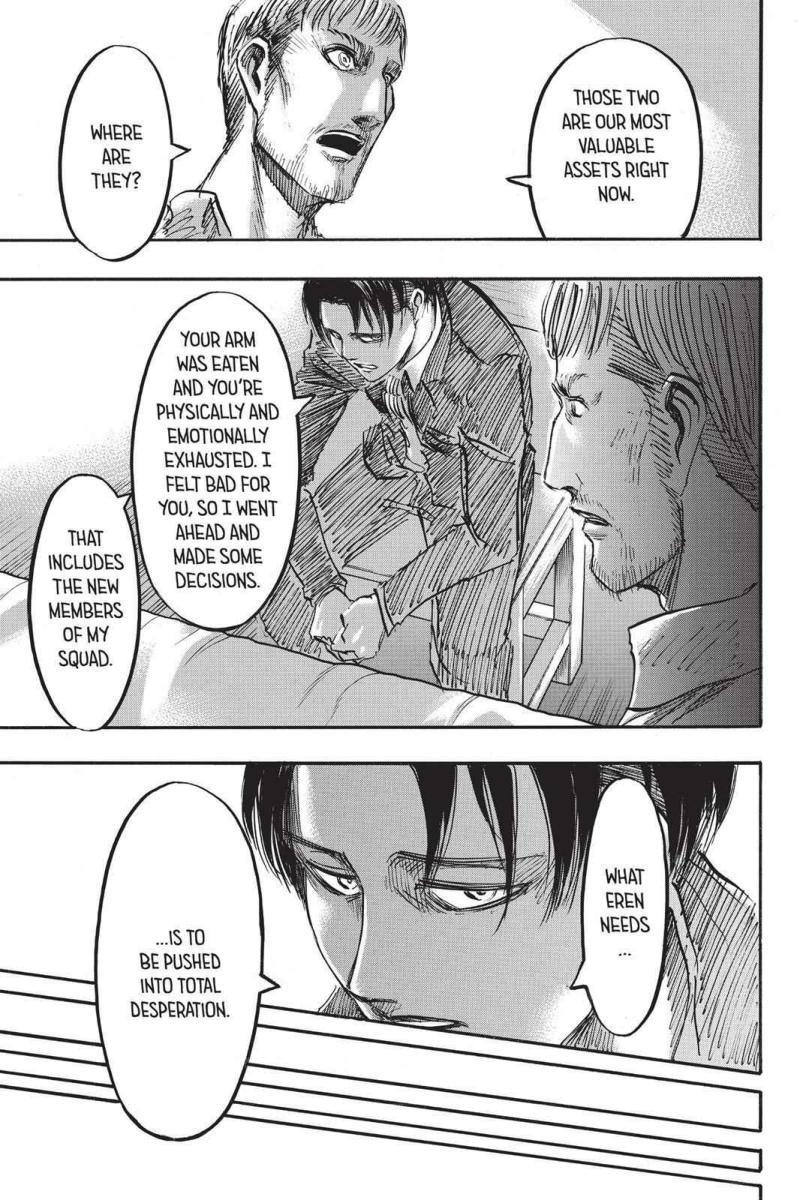 THOSE TWO
ARE OUR MOST
VALUABLE
ASSETS RIGHT
NOW.
WHERE
ARE
THEY?
YOUR ARM
WAS EATEN
AND YOU'RE
PHYSICALLY AND
EMOTIONALLY
EXHAUSTED. I
FELT BAD FOR
YOU, SO I WENT
AHEAD AND
MADE SOME
DECISIONS.
THAT
INCLUDES
THE NEW
MEMBERS
OF MY
SQUAD.
WHAT
EREN
NEEDS
...
...IS TO
BE PUSHED
INTO TOTAL
DESPERATION.